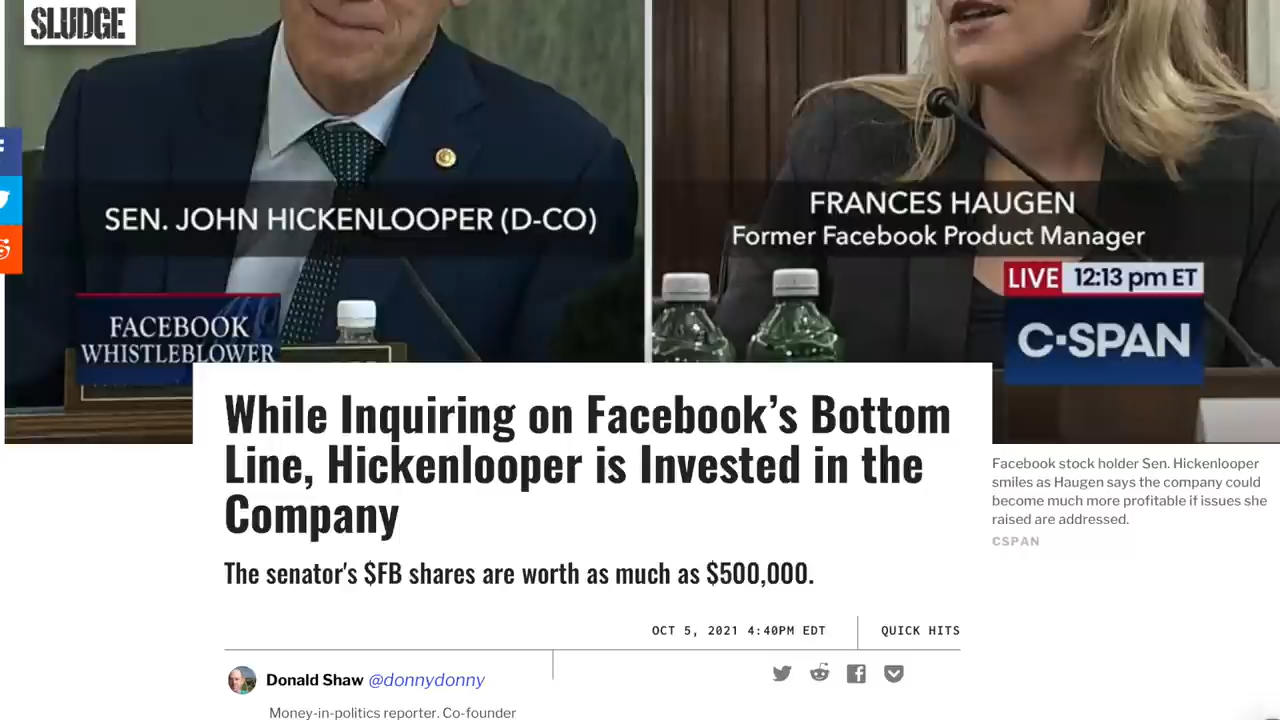 SLUDGE
SEN. JOHN HICKENLOOPER (D-CO)
FACEBOOK
WHISTLEBLOWER
FRANCES HAUGEN
Former Facebook Product Manager
LIVE 12:13 pm ET
C·SPAN
While Inquiring on Facebook’s Bottom
Line, Hickenlooper is Invested in the
Company
The senator's $FB shares are worth as much as $500,000.
Facebook stock holder Sen. Hickenlooper
smiles as Haugen says the company could
become much more profitable if issues she
raised are addressed.
CSPAN
OCT 5, 2021 4:40PM EDT
QUICK HITS
Donald Shaw @donnydonny
Money-in-politics reporter. Co-founder